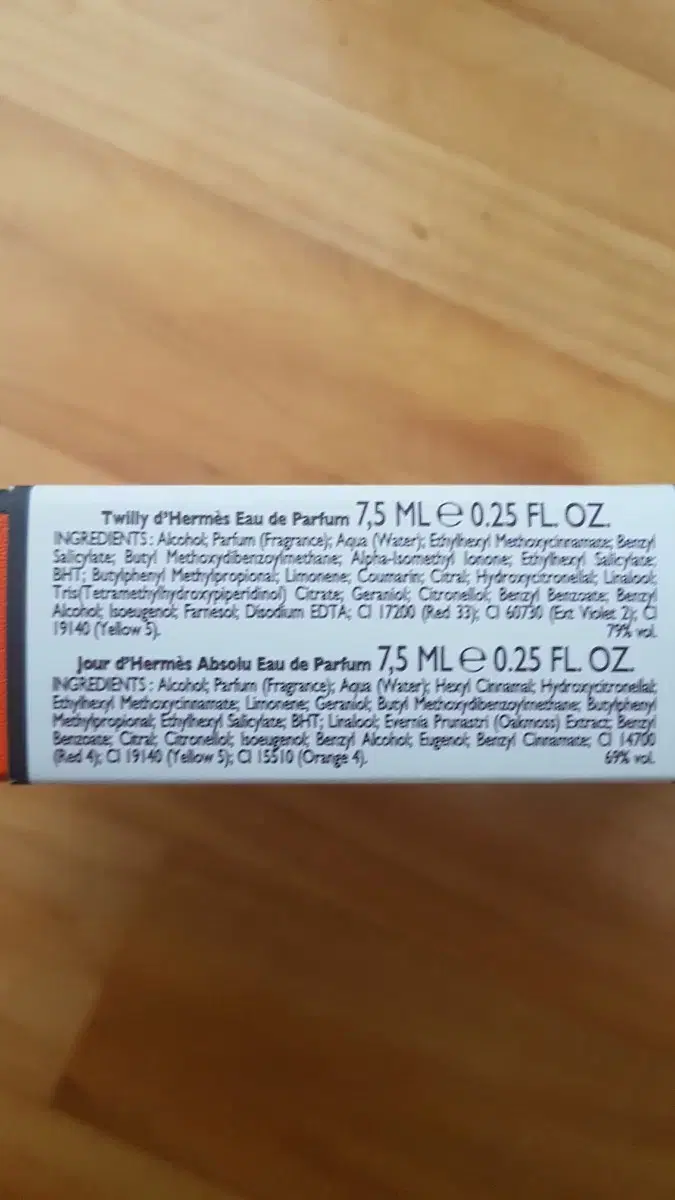 Twilly d'Hermès Eau de Parfum 7,5 ML ℮ 0.25 FL. OZ.
INGREDIENTS : Alcohol; Parfum (Fragrance); Aqua (Water); Ethylhexyl Methoxycinnamate; Benzyl
Salicylate; Butyl Methoxydibenzoylmethane; Alpha-Isomethyl Ionone; Ethylhexyl Salicylate;
BHT; Butylphenyl Methylpropional; Limonene; Coumarin; Citral; Hydroxycitronellal; Linalool;
Tris(Tetramethylhydroxypiperidinol) Citrate; Geraniol; Citronellol; Benzyl Benzoate; Benzyl
Alcohol; Isoeugenol; Farnesol; Disodium EDTA; CI 17200 (Red 33); CI 60730 (Ext. Violet 2); CI
19140 (Yellow 5). 79% vol.
Jour d'Hermès Absolu Eau de Parfum 7,5 ML ℮ 0.25 FL. OZ.
INGREDIENTS : Alcohol; Parfum (Fragrance); Aqua (Water); Hexyl Cinnamal; Hydroxycitronellal;
Ethylhexyl Methoxycinnamate; Limonene; Geraniol; Butyl Methoxydibenzoylmethane; Butylphenyl
Methylpropional; Ethylhexyl Salicylate; BHT; Linalool; Evernia Prunastri (Oakmoss) Extract; Benzyl
Benzoate; Citral; Citronellol; Isoeugenol; Benzyl Alcohol; Eugenol; Benzyl Cinnamate; CI 14700
(Red 4); CI 19140 (Yellow 5); CI 15510 (Orange 4). 69% vol.